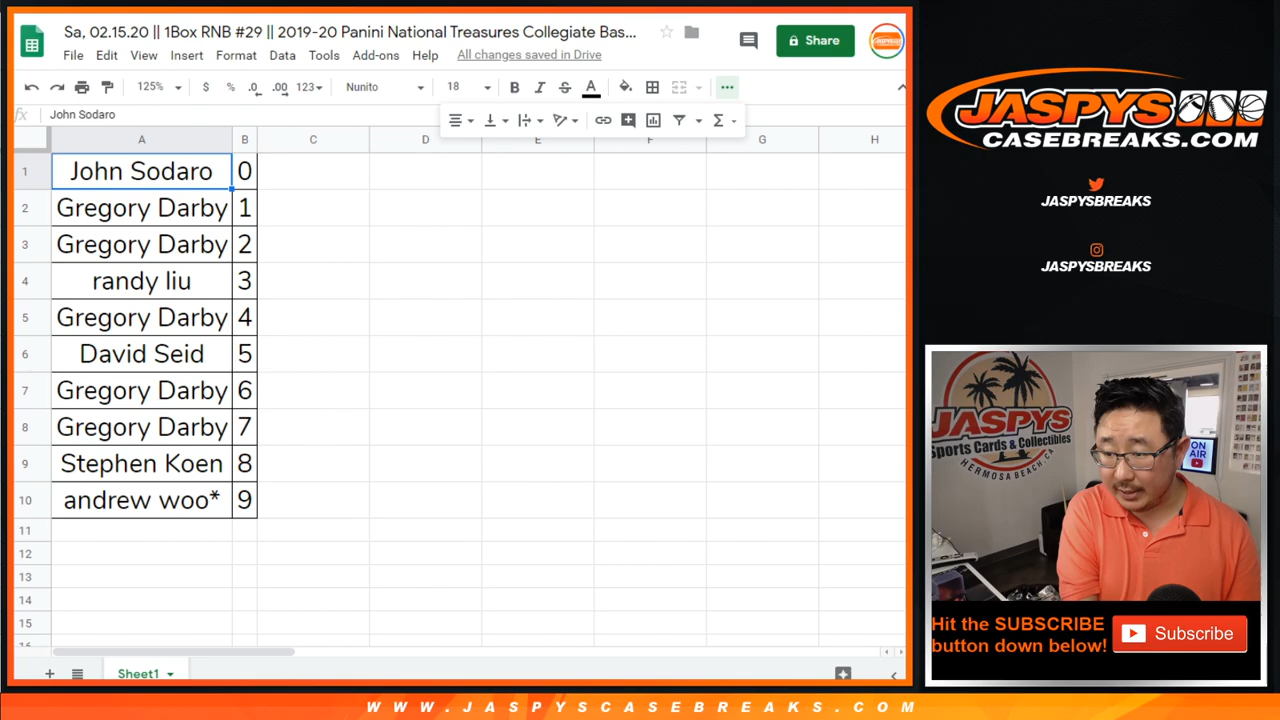 Sa, 02.15.20 || 1Box RNB #29 || 2019-20 Panini National Treasures Collegiate Bas...
Share
File Edit View Insert Format Data Tools Add-ons Help All changes saved in Drive
125% $ % .0 .00 123 Nunito 18 B I S A
fx John Sodaro
A B C D E F G H
1 John Sodaro 0
2 Gregory Darby 1
3 Gregory Darby 2
4 randy liu 3
5 Gregory Darby 4
6 David Seid 5
7 Gregory Darby 6
8 Gregory Darby 7
9 Stephen Koen 8
10 andrew woo* 9
11
12
13
14
15
16
Sheet1
JASPYS
CASEBREAKS.COM
JASPYSBREAKS
JASPYSBREAKS
JASPYS
Sports Cards & Collectibles
HERMOSA BEACH, CA
ON
AIR
Hit the SUBSCRIBE
button down below!
Subscribe
WWW.JASPYSCASEBREAKS.COM